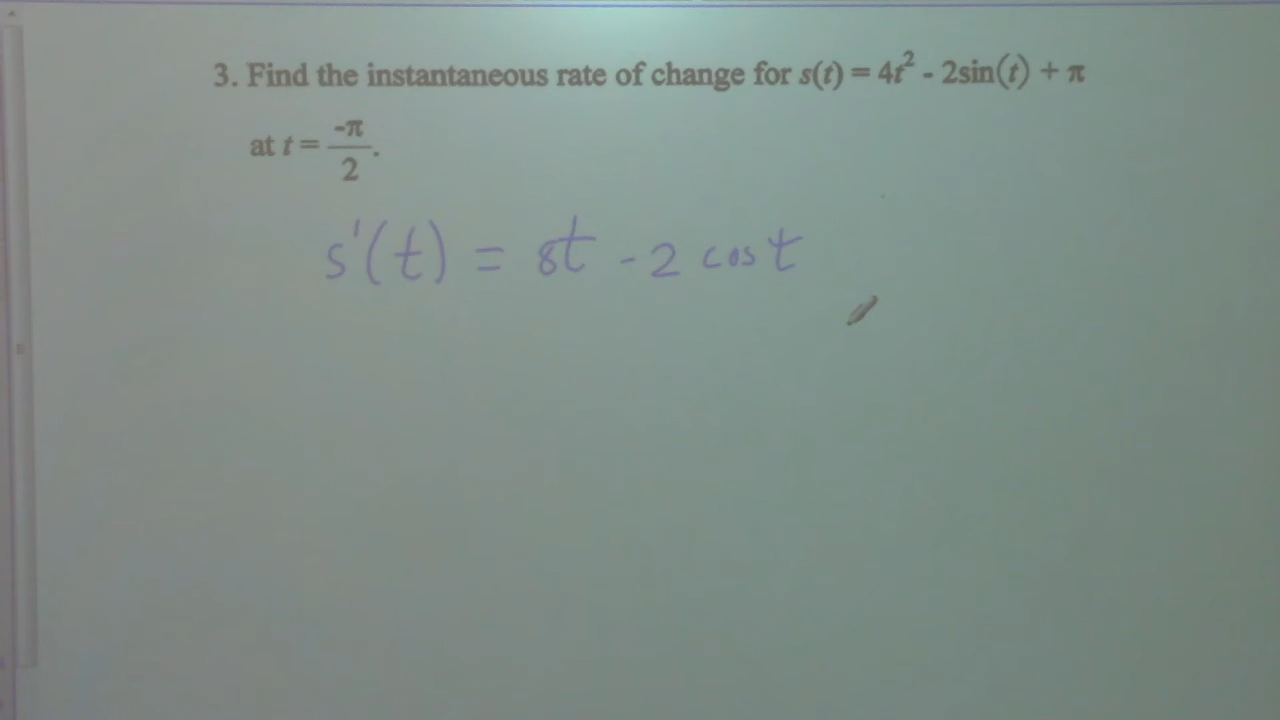 3. Find the instantaneous rate of change for s(t) = 4t² - 2sin(t) + π
at t = -π/2.
s'(t) = 8t - 2 cos t